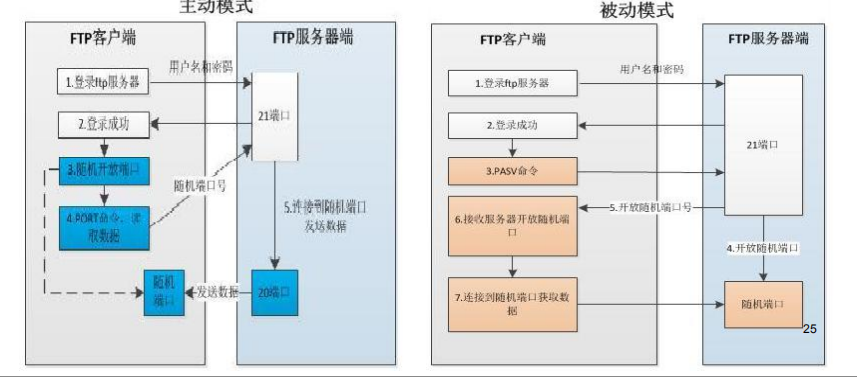 主动模式
FTP客户端
FTP服务器端
1.登录ftp服务器
用户名和密码
21端口
2.登录成功
3.随机开放端口
随机端口号
4.PORT命令，读
取数据
5.连接到随机端口
发送数据
随机
端口
发送数据
20端口
被动模式
FTP客户端
FTP服务器端
1.登录ftp服务器
用户名和密码
2.登录成功
21端口
3.PASV命令
5.开放随机端口号
6.接收服务器开放随机端
口
4.开放随机端口
7.连接到随机端口获取数
据
随机端口
25